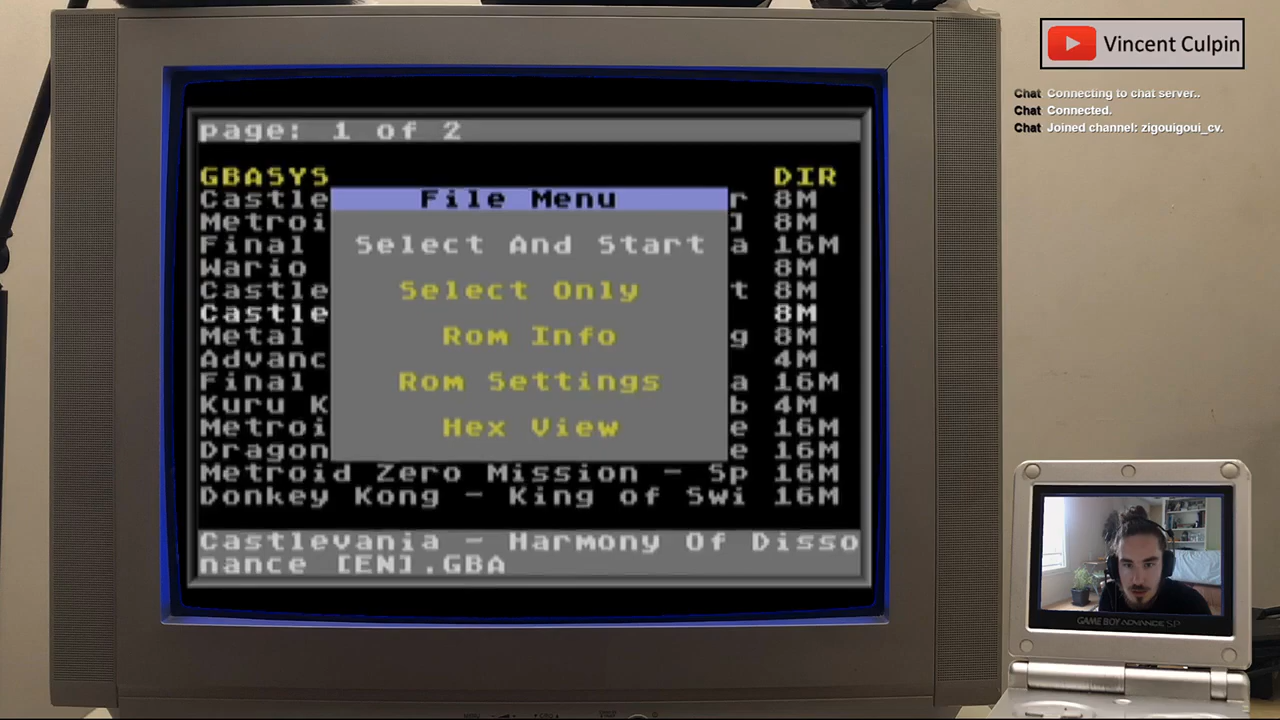 Vincent Culpin
Chat Connecting to chat server..
Chat Connected.
Chat Joined channel: zigouigoui_cv.
page: 1 of 2
GBASYS DIR
Castle r 8M
Metroi ] 8M
Final a 16M
Wario 8M
Castle t 8M
Castle 8M
Metal g 8M
Advanc 4M
Final a 16M
Kuru K b 4M
Metroi e 16M
Dragon e 16M
Metroid Zero Mission - Sp 16M
Donkey Kong - King of Swi 16M
File Menu
Select And Start
Select Only
Rom Info
Rom Settings
Hex View
Castlevania - Harmony Of Disso
nance [EN].GBA
GAME BOY ADVANCE SP